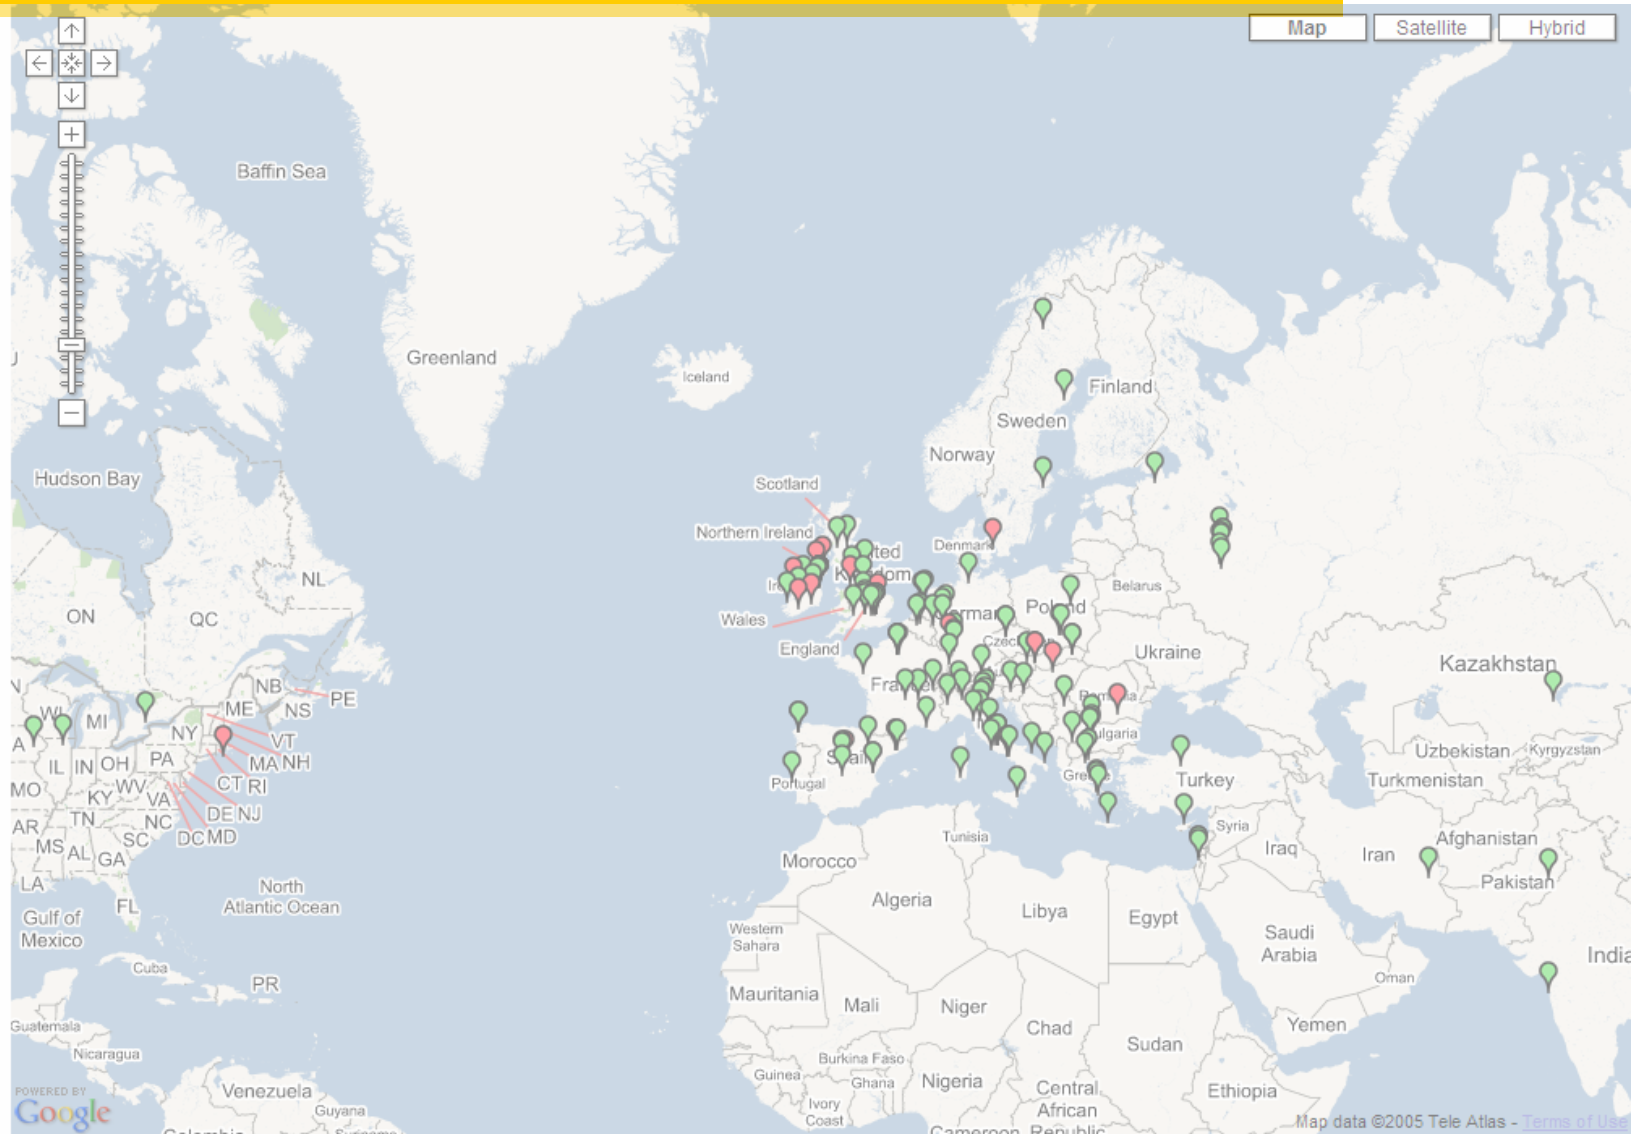 Map
Satellite
Hybrid
Baffin Sea
Greenland
Iceland
Finland
Sweden
Norway
Hudson Bay
Scotland
Northern Ireland
Denmark
Kingdom
Belarus
NL
ON
QC
Wales
England
Ukraine
Kazakhstan
NB
PE
ME
NS
WI
MI
NY
VT
MA
NH
PA
IL
IN
OH
CT
RI
MO
KY
WV
VA
DE
NJ
TN
NC
AR
DC
MD
MS
AL
GA
SC
LA
FL
Portugal
Uzbekistan
Kyrgyzstan
Turkmenistan
Turkey
Tunisia
Syria
Afghanistan
Morocco
Iraq
Iran
Pakistan
North
Atlantic Ocean
Gulf of
Mexico
Algeria
Libya
Egypt
Western
Sahara
Saudi
Arabia
India
Cuba
PR
Oman
Mauritania
Mali
Niger
Chad
Yemen
Guatemala
Nicaragua
Sudan
Burkina Faso
Guinea
Ghana
Nigeria
Central
African
Republic
Ethiopia
Venezuela
Guyana
Ivory
Coast
POWERED BY
Google
Map data ©2005 Tele Atlas - Terms of Use